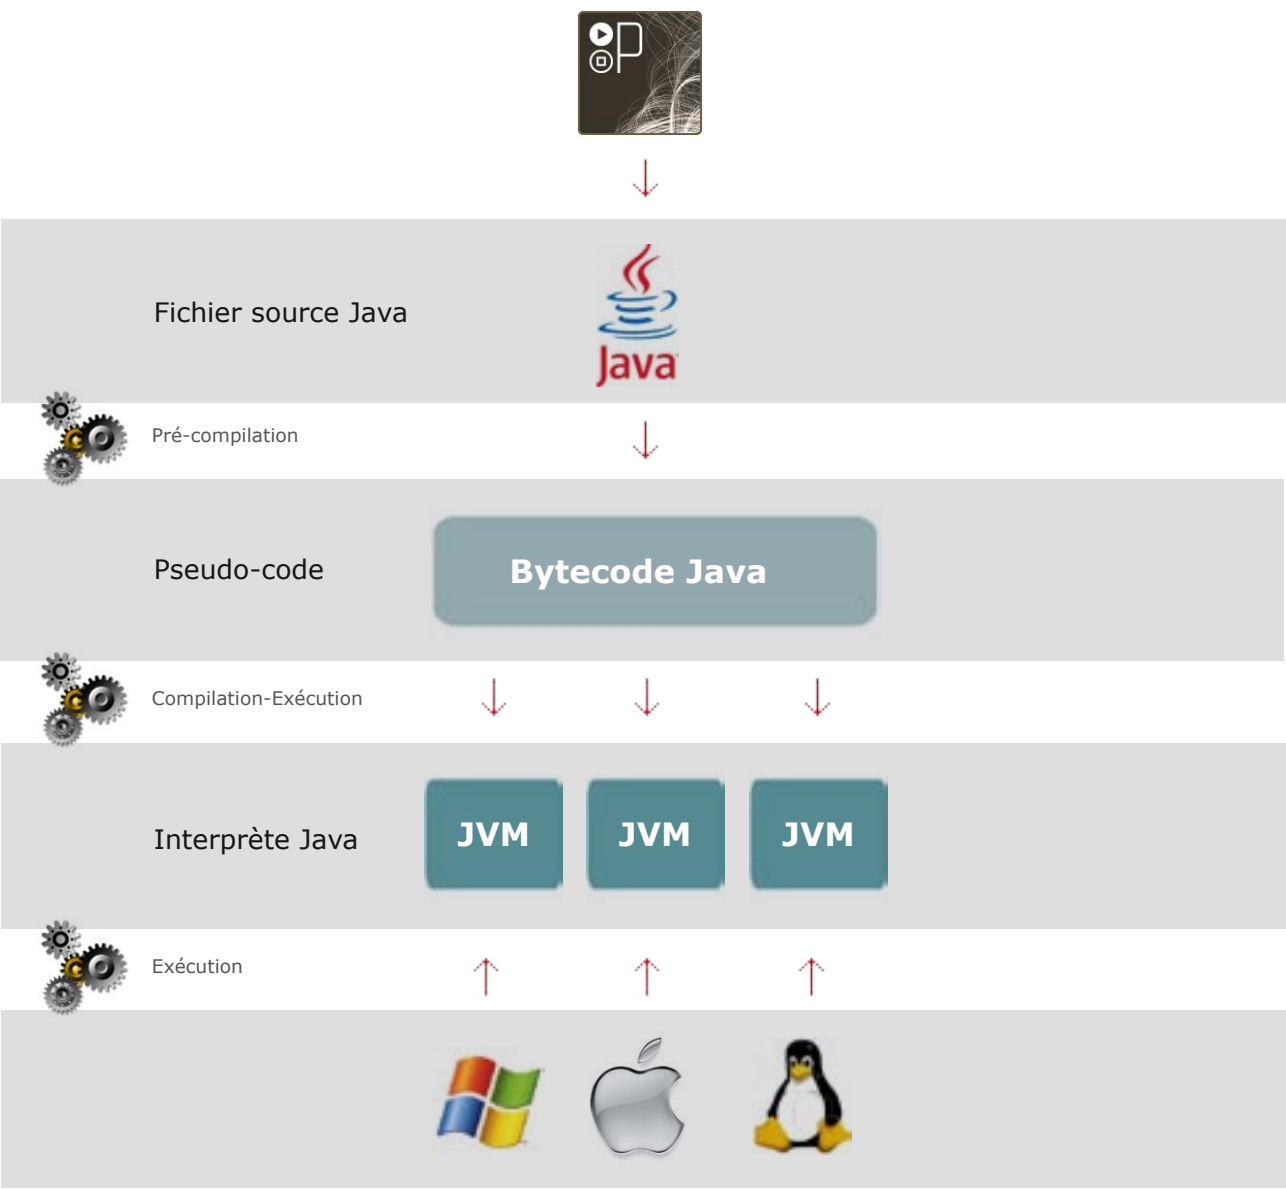 P
Fichier source Java
Java
Pré-compilation
Pseudo-code
Bytecode Java
Compilation-Exécution
Interprète Java
JVM JVM JVM
Exécution